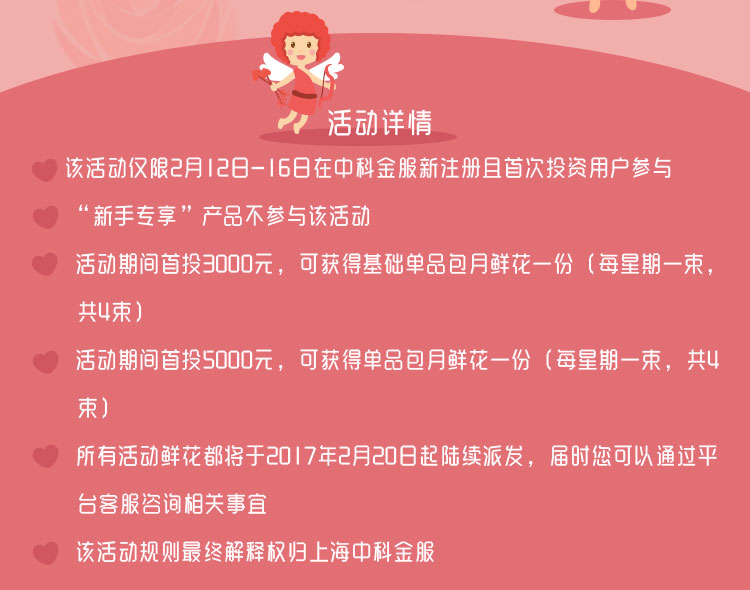 活动详情
该活动仅限2月12日-16日在中科金服新注册且首次投资用户参与
“新手专享”产品不参与该活动
活动期间首投3000元，可获得基础单品包月鲜花一份（每星期一束，
共4束）
活动期间首投5000元，可获得单品包月鲜花一份（每星期一束，共4
束）
所有活动鲜花都将于2017年2月20日起陆续派发，届时您可以通过平
台客服咨询相关事宜
该活动规则最终解释权归上海中科金服